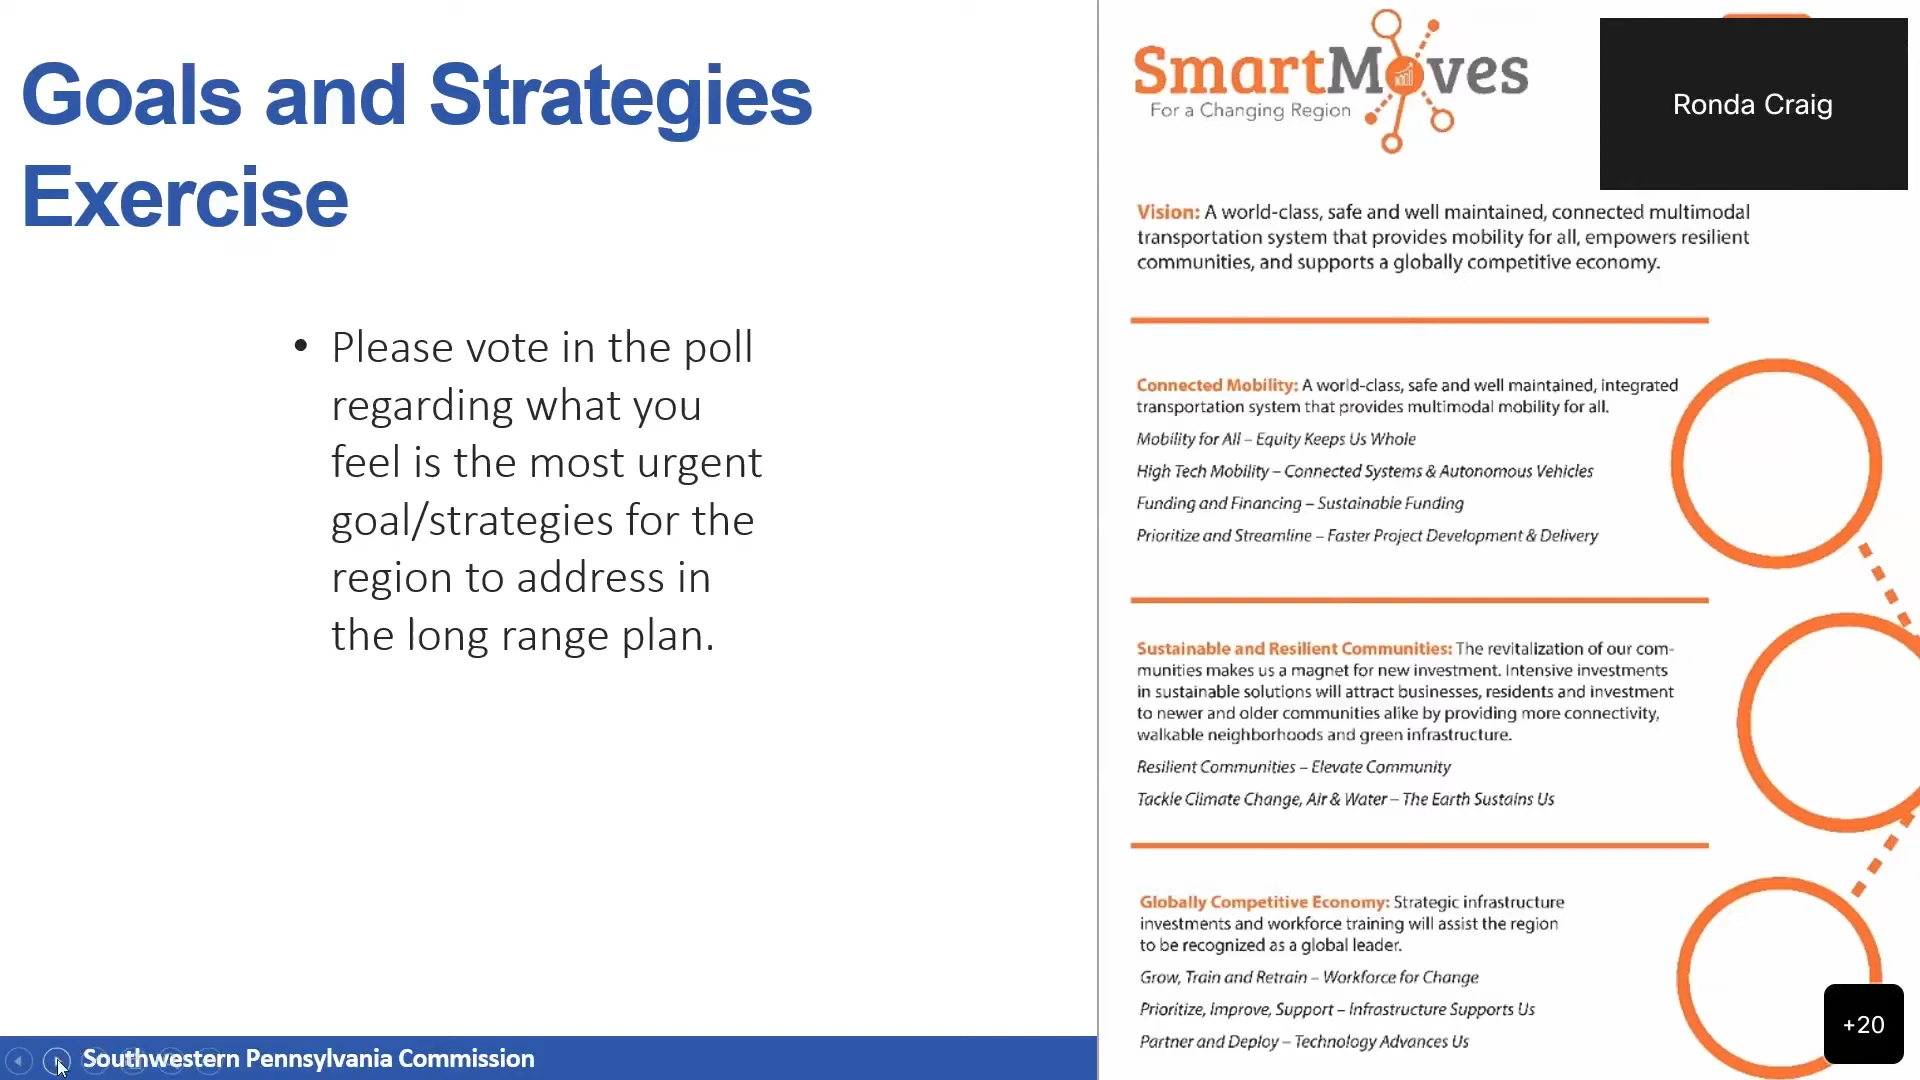 Goals and Strategies
Exercise
• Please vote in the poll
regarding what you
feel is the most urgent
goal/strategies for the
region to address in
the long range plan.
Southwestern Pennsylvania Commission
SmartMoves
For a Changing Region
Ronda Craig
Vision: A world-class, safe and well maintained, connected multimodal
transportation system that provides mobility for all, empowers resilient
communities, and supports a globally competitive economy.
Connected Mobility: A world-class, safe and well maintained, integrated
transportation system that provides multimodal mobility for all.
Mobility for All – Equity Keeps Us Whole
High Tech Mobility – Connected Systems & Autonomous Vehicles
Funding and Financing – Sustainable Funding
Prioritize and Streamline – Faster Project Development & Delivery
Sustainable and Resilient Communities: The revitalization of our com-
munities makes us a magnet for new investment. Intensive investments
in sustainable solutions will attract businesses, residents and investment
to newer and older communities alike by providing more connectivity,
walkable neighborhoods and green infrastructure.
Resilient Communities – Elevate Community
Tackle Climate Change, Air & Water – The Earth Sustains Us
Globally Competitive Economy: Strategic infrastructure
investments and workforce training will assist the region
to be recognized as a global leader.
Grow, Train and Retrain – Workforce for Change
Prioritize, Improve, Support – Infrastructure Supports Us
Partner and Deploy – Technology Advances Us
+20